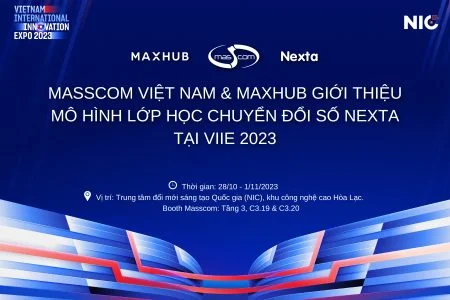 VIETNAM
INTERNATIONAL
INNOVATION
EXPO 2023
NIC
MAXHUB
mascom
Nexta
MASSCOM VIỆT NAM & MAXHUB GIỚI THIỆU
MÔ HÌNH LỚP HỌC CHUYỂN ĐỔI SỐ NEXTA
TẠI VIIE 2023
Thời gian: 28/10 - 1/11/2023
Vị trí: Trung tâm đổi mới sáng tạo Quốc gia (NIC), khu công nghệ cao Hòa Lạc.
Booth Masscom: Tầng 3, C3.19 & C3.20